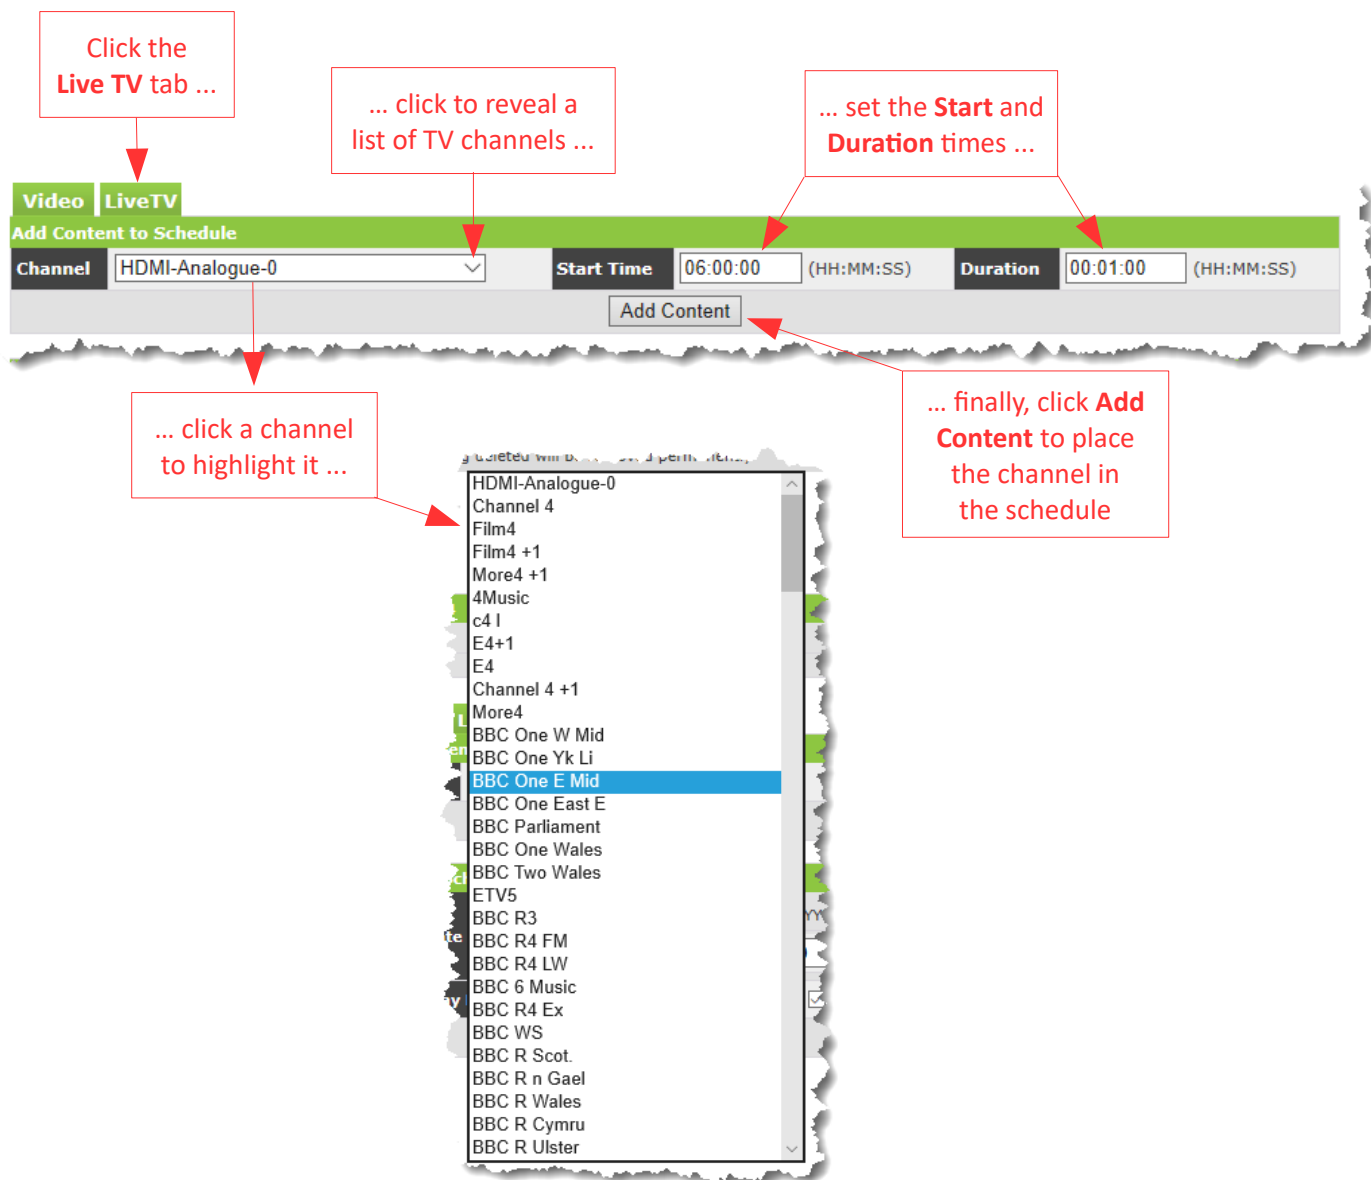 Click the
Live TV tab ...
... click to reveal a
list of TV channels ...
... set the Start and
Duration times ...
Video LiveTV
Add Content to Schedule
Channel HDMI-Analogue-0 Start Time 06:00:00 (HH:MM:SS) Duration 00:01:00 (HH:MM:SS)
Add Content
... click a channel
to highlight it ...
... finally, click Add
Content to place
the channel in
the schedule
HDMI-Analogue-0
Channel 4
Film4
Film4 +1
More4 +1
4Music
c4 I
E4+1
E4
Channel 4 +1
More4
BBC One W Mid
BBC One Yk Li
BBC One E Mid
BBC One East E
BBC Parliament
BBC One Wales
BBC Two Wales
ETV5
BBC R3
BBC R4 FM
BBC R4 LW
BBC 6 Music
BBC R4 Ex
BBC WS
BBC R Scot.
BBC R n Gael
BBC R Wales
BBC R Cymru
BBC R Ulster